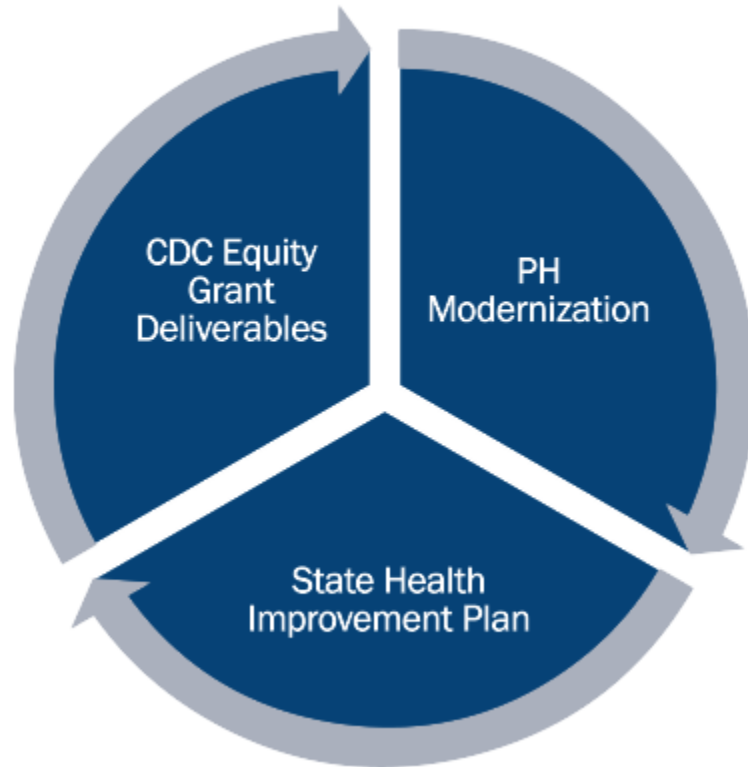 CDC Equity
Grant
Deliverables
PH
Modernization
State Health
Improvement Plan